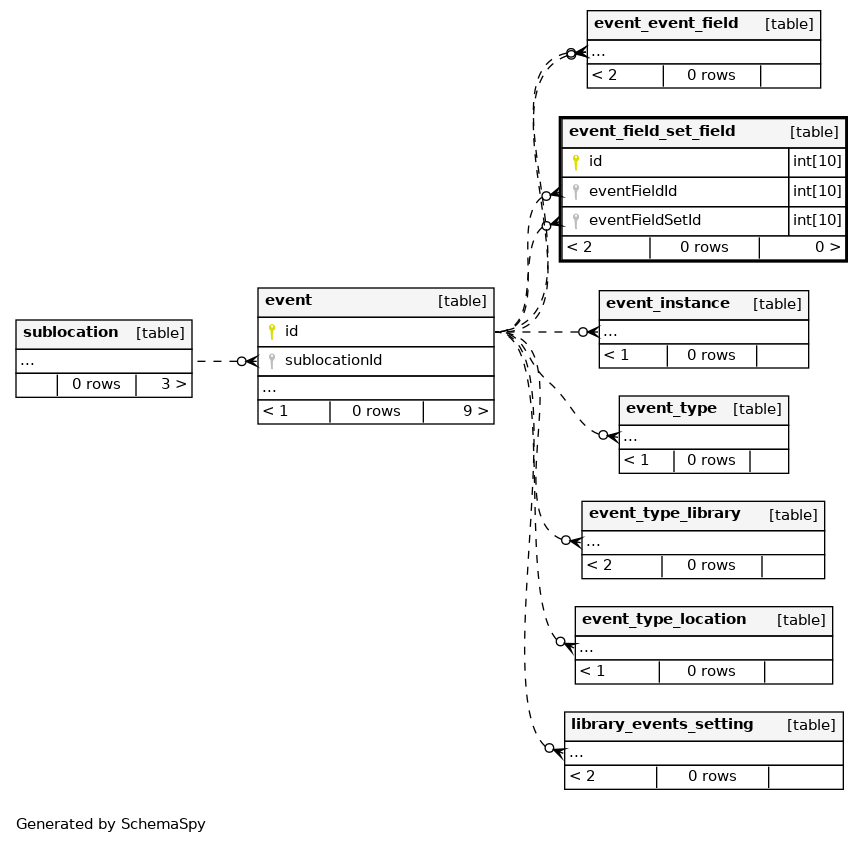 event_event_field [table]
...
< 2 0 rows
event_field_set_field [table]
id int[10]
eventFieldId int[10]
eventFieldSetId int[10]
< 2 0 rows 0 >
event [table]
id
sublocationId
...
< 1 0 rows 9 >
sublocation [table]
...
0 rows 3 >
event_instance [table]
...
< 1 0 rows
event_type [table]
...
< 1 0 rows
event_type_library [table]
...
< 2 0 rows
event_type_location [table]
...
< 1 0 rows
library_events_setting [table]
...
< 2 0 rows
Generated by SchemaSpy